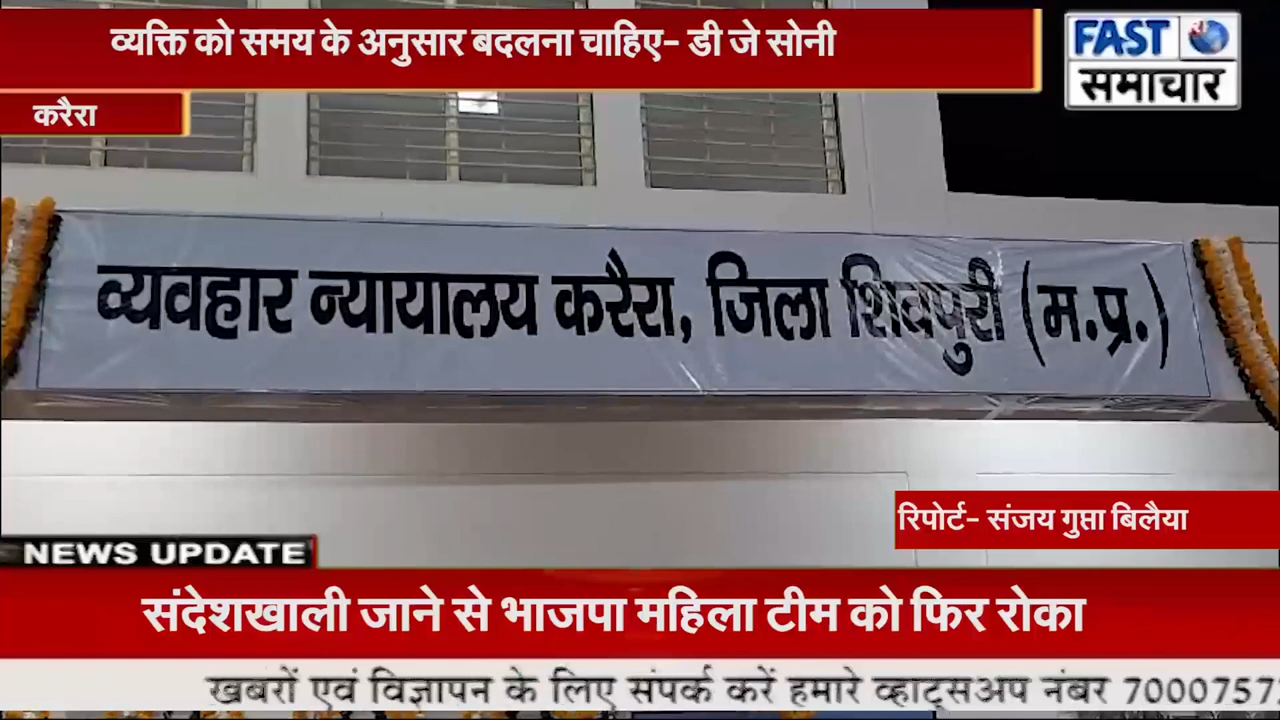 व्यक्ति को समय के अनुसार बदलना चाहिए- डी जे सोनी
FAST
समाचार
करैरा
व्यवहार न्यायालय करैरा, जिला शिवपुरी (म.प्र.)
रिपोर्ट- संजय गुप्ता बिलैया
NEWS UPDATE
संदेशखाली जाने से भाजपा महिला टीम को फिर रोका
खबरों एवं विज्ञापन के लिए संपर्क करें हमारे व्हाट्सअप नंबर 7000757